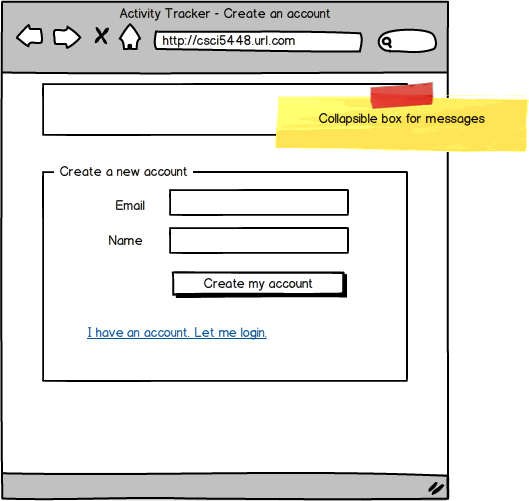 Activity Tracker - Create an account
http://csci5448.url.com
Collapsible box for messages
Create a new account
Email
Name
Create my account
I have an account. Let me login.